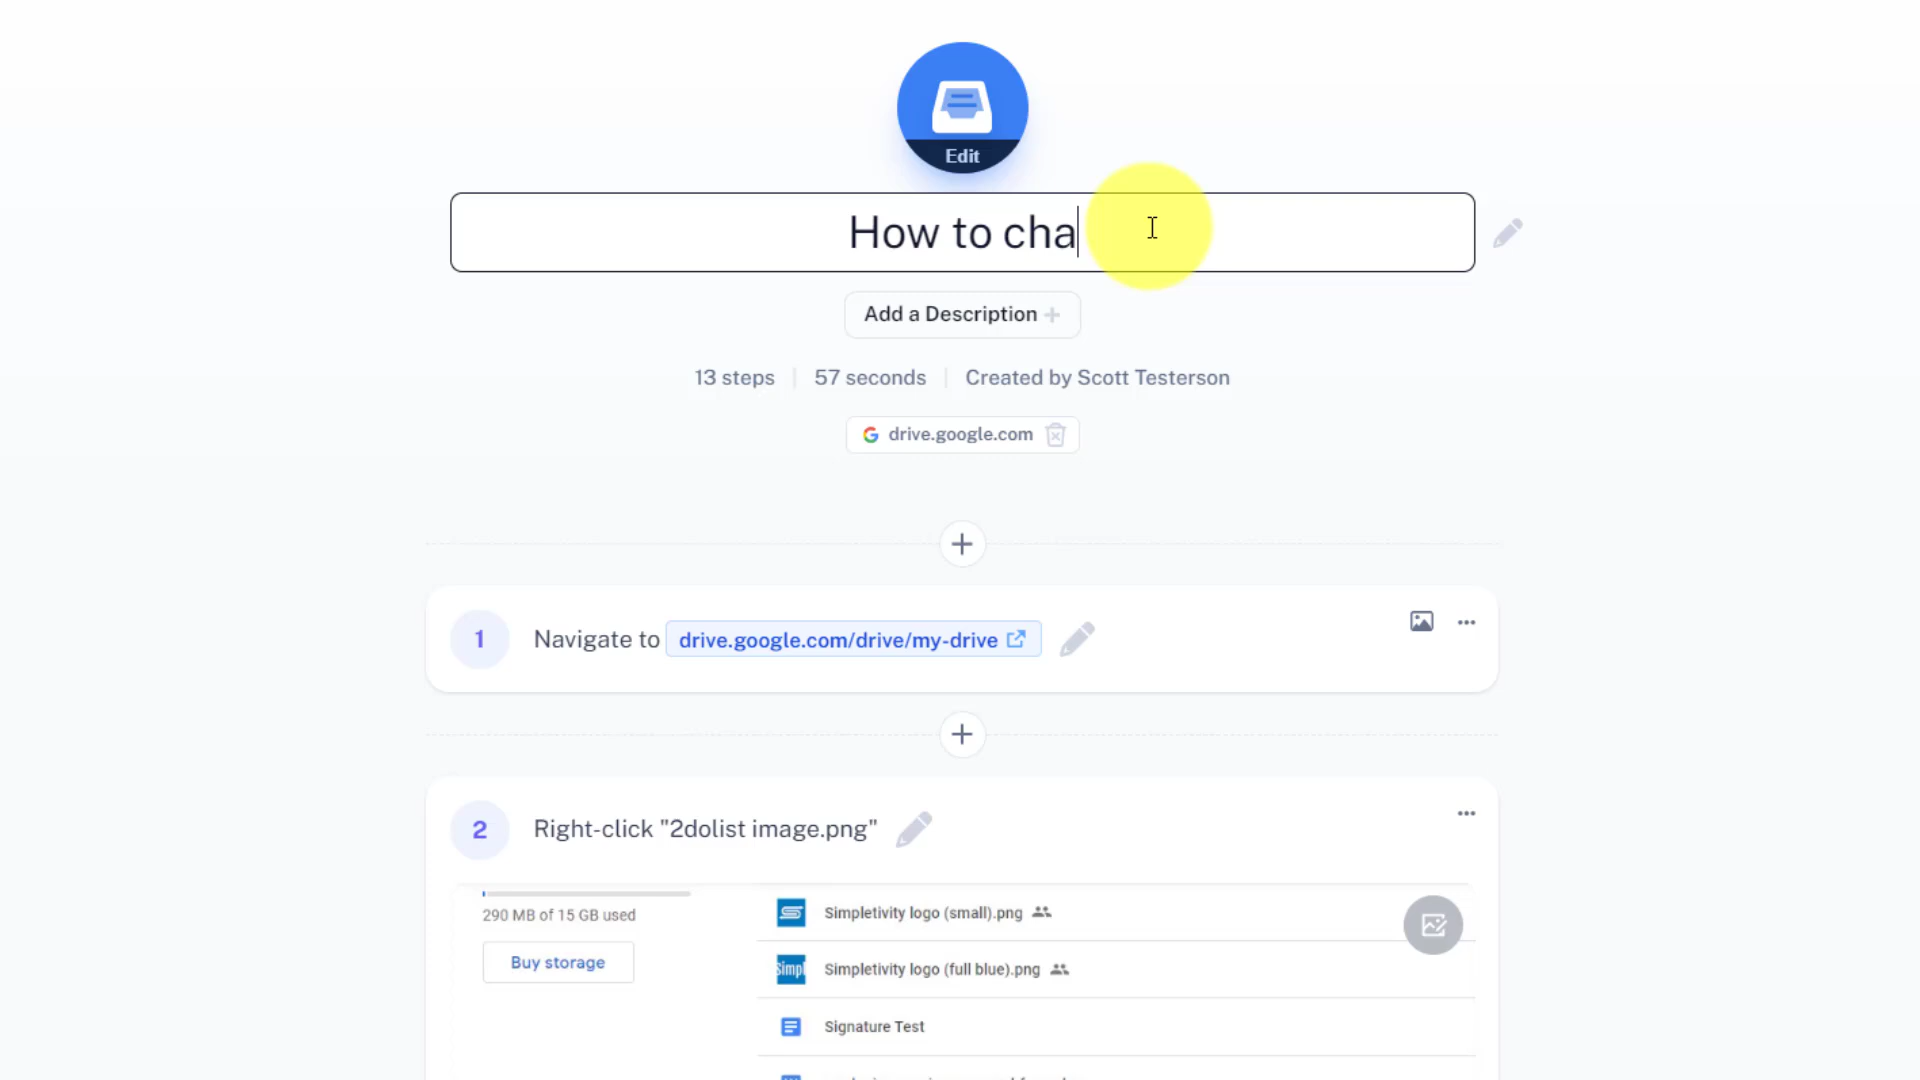 Edit
How to cha
Add a Description
13 steps 57 seconds Created by Scott Testerson
drive.google.com
1 Navigate to drive.google.com/drive/my-drive
2 Right-click "2dolist image.png"
290 MB of 15 GB used
Buy storage
Simpletivity logo (small).png
Simpl
Simpletivity logo (full blue).png
Signature Test